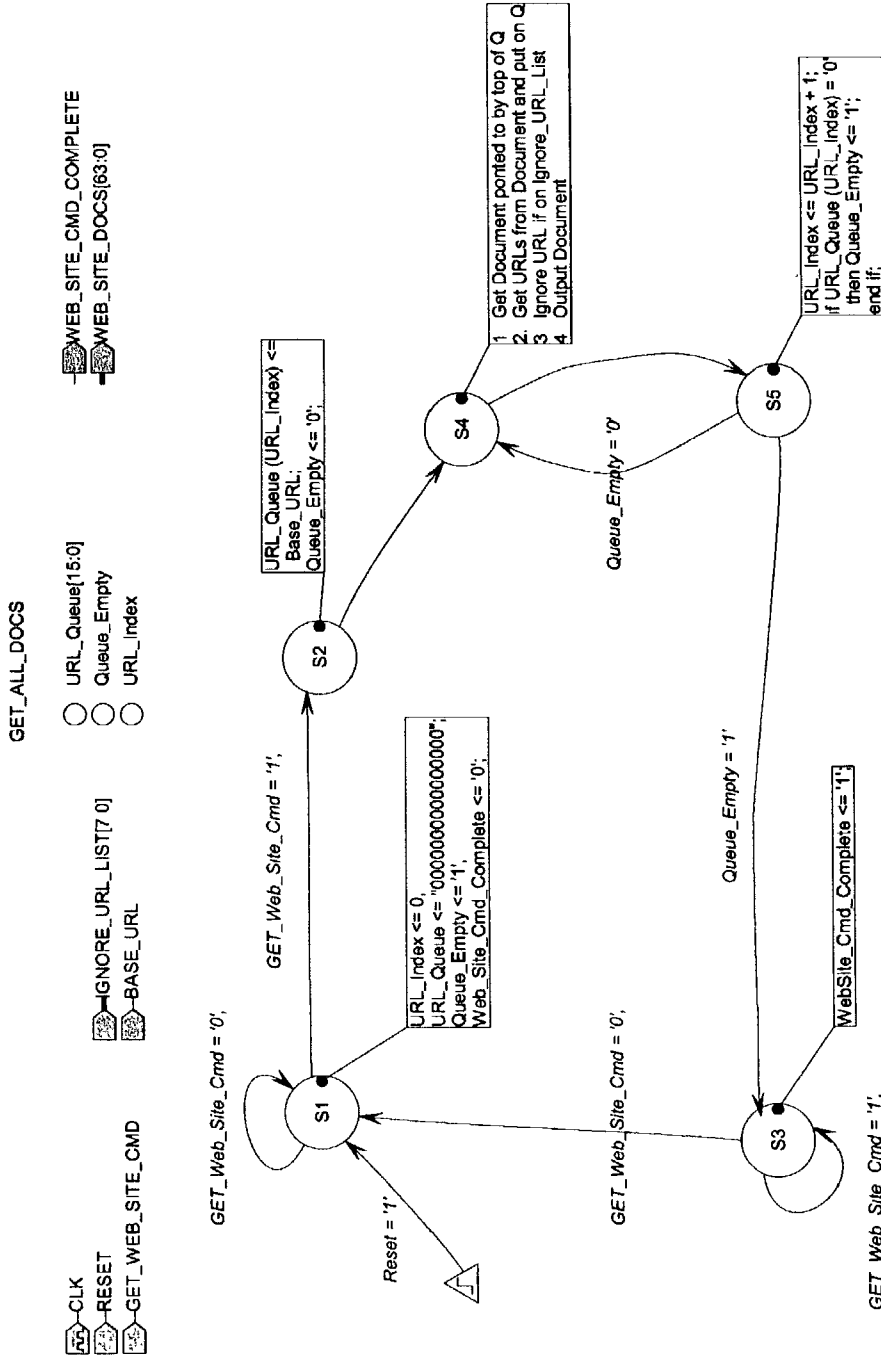 GET_ALL_DOCS
CLK
RESET
GET_WEB_SITE_CMD
IGNORE_URL_LIST[7 0]
BASE_URL
URL_Queue[15:0]
Queue_Empty
URL_Index
WEB_SITE_CMD_COMPLETE
WEB_SITE_DOCS[63:0]
GET_Web_Site_Cmd = '0',
Reset = '1'
S1
URL_Index <= 0,
URL_Queue <= "0000000000000000";
Queue_Empty <= '1',
Web_Site_Cmd_Complete <= '0';
GET_Web_Site_Cmd = '1',
S2
URL_Queue (URL_Index) <=
Base_URL;
Queue_Empty <= '0';
S4
1 Get Document ponted to by top of Q
2. Get URLs from Document and put on Q
3 Ignore URL if on Ignore_URL_List
4 Output Document
Queue_Empty = '0'
S5
URL_Index <= URL_Index + 1;
if URL_Queue (URL_Index) = '0'
then Queue_Empty <= '1';
end if;
Queue_Empty = '1'
GET_Web_Site_Cmd = '0',
S3
WebSite_Cmd_Complete <= '1';
GET_Web_Site_Cmd = '1',